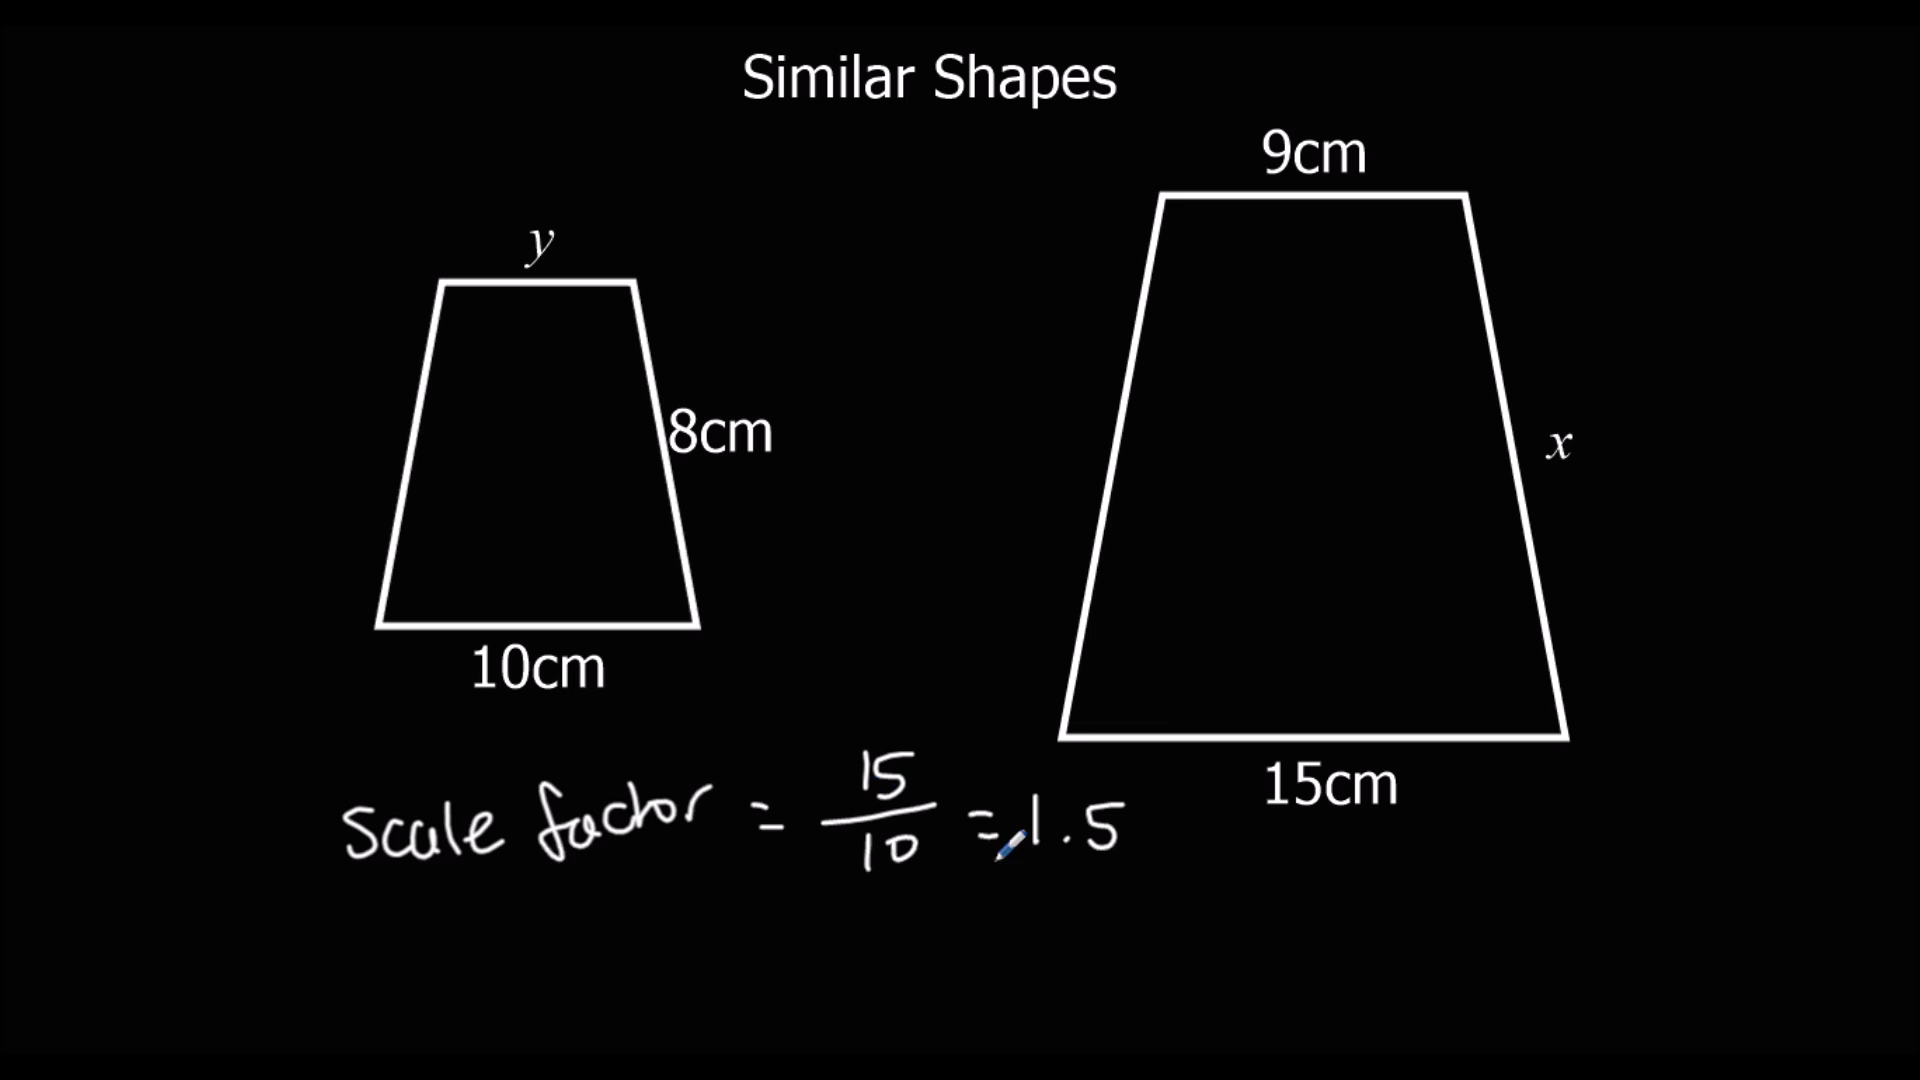 Similar Shapes
9cm
y
8cm
x
10cm
15cm
Scale factor = 15/10 = 1.5